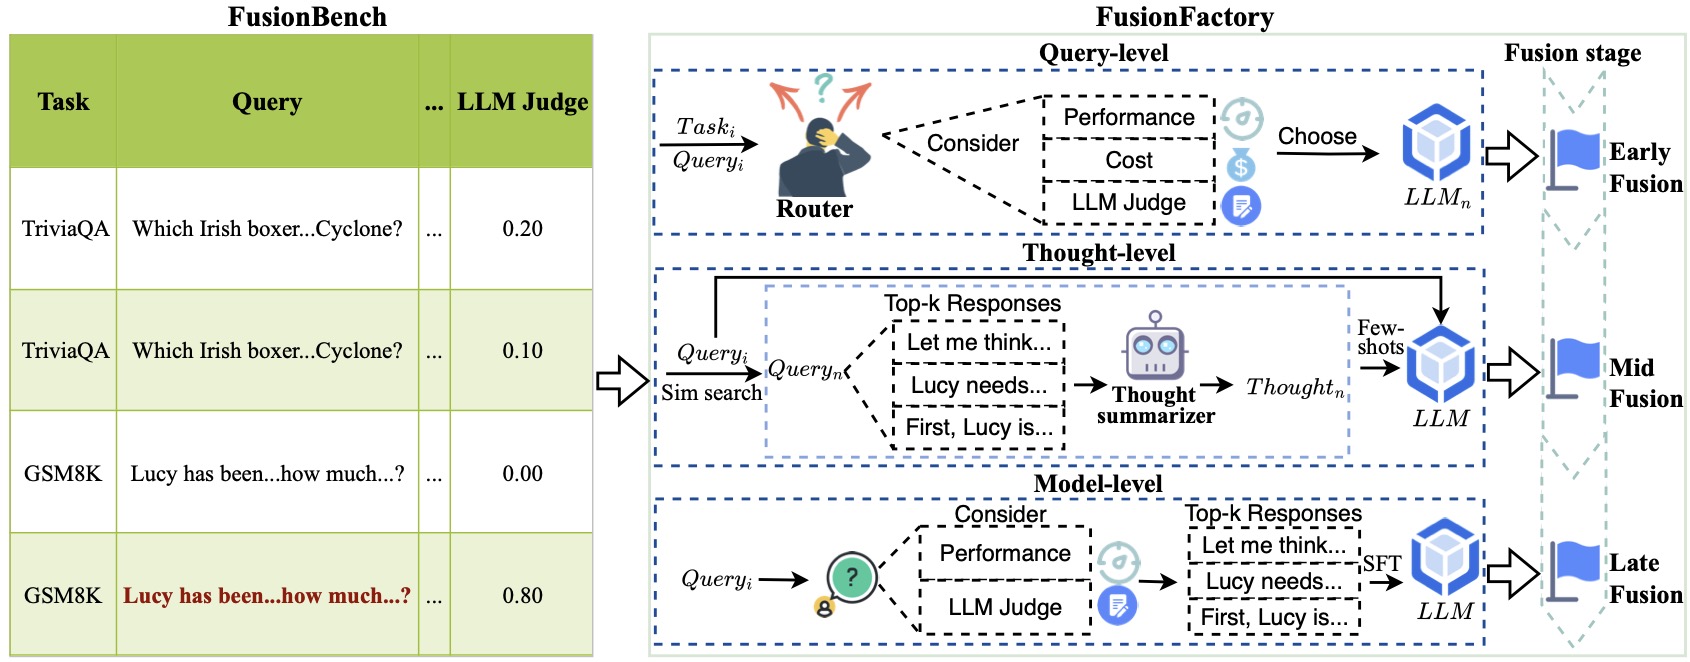 FusionBench
Task Query ... LLM Judge
TriviaQA Which Irish boxer...Cyclone? ... 0.20
TriviaQA Which Irish boxer...Cyclone? ... 0.10
GSM8K Lucy has been...how much...? ... 0.00
GSM8K Lucy has been...how much...? ... 0.80
FusionFactory
Query-level
Task_i
Query_i
?
Router
Consider
Performance
Cost
$
LLM Judge
Choose
LLM_n
Fusion stage
Early
Fusion
Thought-level
Query_i
Sim search
Query_n
Top-k Responses
Let me think...
Lucy needs...
First, Lucy is...
Thought
summarizer
Thought_n
Few-
shots
LLM
Mid
Fusion
Model-level
Query_i
?
Consider
Performance
LLM Judge
Top-k Responses
Let me think...
Lucy needs...
First, Lucy is...
SFT
LLM
Late
Fusion